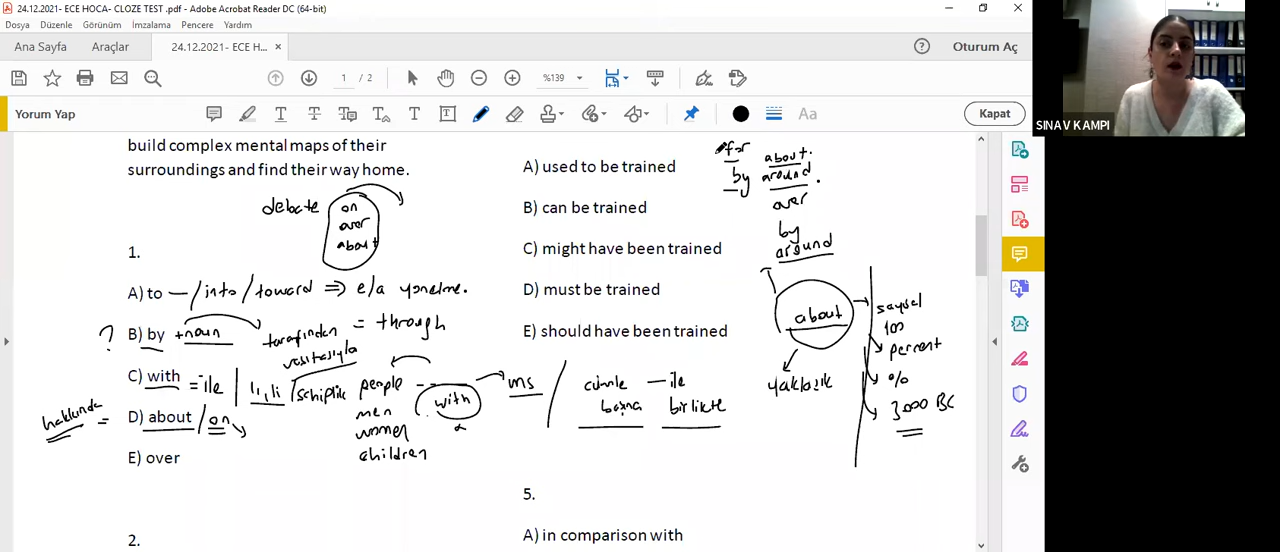 24.12.2021- ECE HOCA- CLOZE TEST .pdf - Adobe Acrobat Reader DC (64-bit)
Dosya Düzenle Görünüm İmzalama Pencere Yardım
Ana Sayfa Araçlar 24.12.2021- ECE H... × Oturum Aç
1 / 2 %139
Yorum Yap Aa Kapat
SINAV KAMPI
build complex mental maps of their
surroundings and find their way home.
debate on
over
about
1.
A) to — / into / toward ⇒ e/a yönelme.
? B) by + noun tarafından = through
vasıtasıyla
C) with = ile | lı, li / sahiplik people -- with ms / cümle — ile
başına birlikte
men
women
children
hakkında = D) about / on
E) over
2.
A) used to be trained
B) can be trained
C) might have been trained
D) must be trained
E) should have been trained
for about.
by around.
over
by
around
about
yaklaşık
sayısal
100
percent
%
3000 BC
5.
A) in comparison with